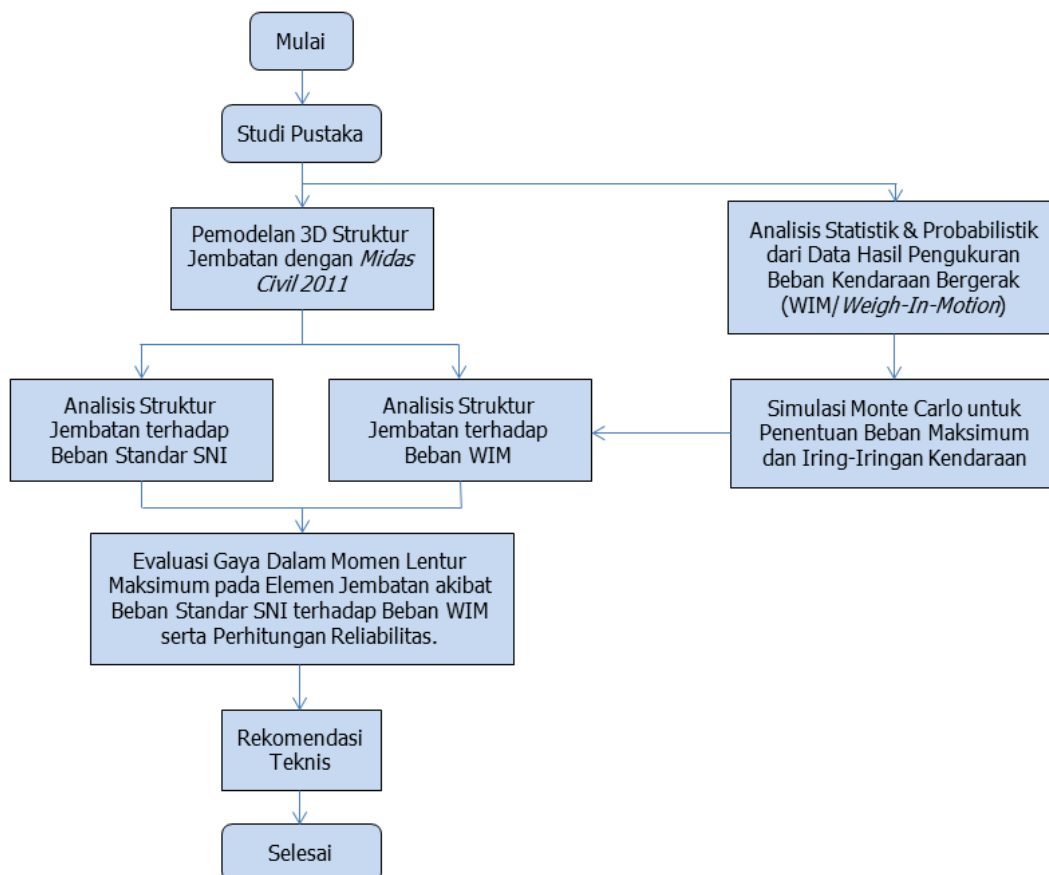 Mulai
Studi Pustaka
Pemodelan 3D Struktur
Jembatan dengan Midas
Civil 2011
Analisis Statistik & Probabilistik
dari Data Hasil Pengukuran
Beban Kendaraan Bergerak
(WIM/Weigh-In-Motion)
Analisis Struktur
Jembatan terhadap
Beban Standar SNI
Analisis Struktur
Jembatan terhadap
Beban WIM
Simulasi Monte Carlo untuk
Penentuan Beban Maksimum
dan Iring-Iringan Kendaraan
Evaluasi Gaya Dalam Momen Lentur
Maksimum pada Elemen Jembatan akibat
Beban Standar SNI terhadap Beban WIM
serta Perhitungan Reliabilitas.
Rekomendasi
Teknis
Selesai